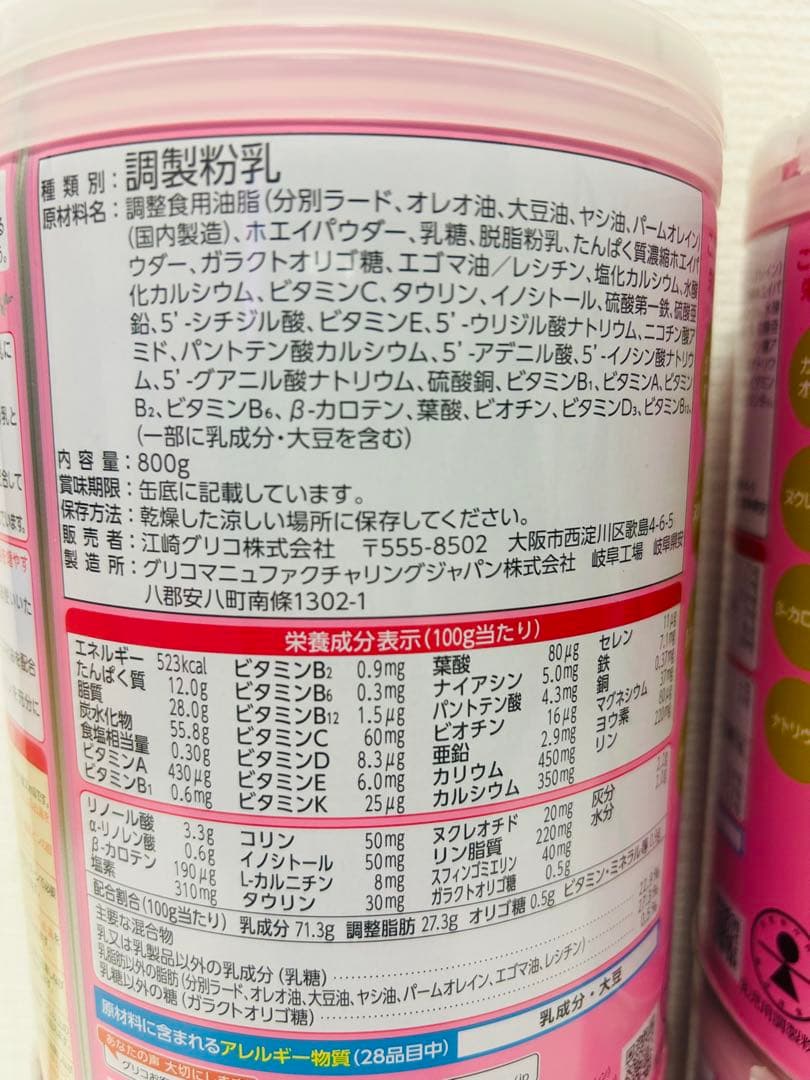 種類別：調製粉乳
原材料名：調整食用油脂(分別ラード、オレオ油、大豆油、ヤシ油、パームオレイン)
(国内製造)、ホエイパウダー、乳糖、脱脂粉乳、たんぱく質濃縮ホエイパ
ウダー、ガラクトオリゴ糖、エゴマ油／レシチン、塩化カルシウム、水酸
化カルシウム、ビタミンC、タウリン、イノシトール、硫酸第一鉄、硫酸亜
鉛、5'-シチジル酸、ビタミンE、5'-ウリジル酸ナトリウム、ニコチン酸ア
ミド、パントテン酸カルシウム、5'-アデニル酸、5'-イノシン酸ナトリウ
ム、5'-グアニル酸ナトリウム、硫酸銅、ビタミンB1、ビタミンA、ビタミン
B2、ビタミンB6、β-カロテン、葉酸、ビオチン、ビタミンD3、ビタミンB12、
(一部に乳成分・大豆を含む)
内容量：800g
賞味期限：缶底に記載しています。
保存方法：乾燥した涼しい場所に保存してください。
販売者：江崎グリコ株式会社 〒555-8502 大阪市西淀川区歌島4-6-5
製造所：グリコマニュファクチャリングジャパン株式会社 岐阜工場 岐阜県安
八郡安八町南條1302-1
栄養成分表示(100g当たり)
エネルギー 523kcal
たんぱく質 12.0g
脂質 28.0g
炭水化物 55.8g
食塩相当量 0.30g
ビタミンA 430μg
ビタミンB1 0.6mg
ビタミンB2 0.9mg
ビタミンB6 0.3mg
ビタミンB12 1.5μg
ビタミンC 60mg
ビタミンD 8.3μg
ビタミンE 6.0mg
ビタミンK 25μg
葉酸 80μg
ナイアシン 5.0mg
パントテン酸 4.3mg
ビオチン 16μg
亜鉛 2.9mg
カリウム 450mg
カルシウム 350mg
セレン 11μg
鉄 7.1mg
銅 0.37mg
マグネシウム
ヨウ素
リン
リノール酸 3.3g
α-リノレン酸 0.6g
β-カロテン 190μg
塩素 310mg
コリン 50mg
イノシトール 50mg
L-カルニチン 8mg
タウリン 30mg
ヌクレオチド 20mg
リン脂質 220mg
スフィンゴミエリン 40mg
ガラクトオリゴ糖 0.5g
灰分
水分
配合割合(100g当たり) 乳成分 71.3g 調整脂肪 27.3g オリゴ糖 0.5g ビタミン・ミネラル等
主要な混合物
乳又は乳製品以外の乳成分(乳糖)
乳脂肪以外の脂肪(分別ラード、オレオ油、大豆油、ヤシ油、パームオレイン、エゴマ油、レシチン)
乳糖以外の糖(ガラクトオリゴ糖)
原材料に含まれるアレルギー物質(28品目中) 乳成分・大豆
あなたの声 大切にしま